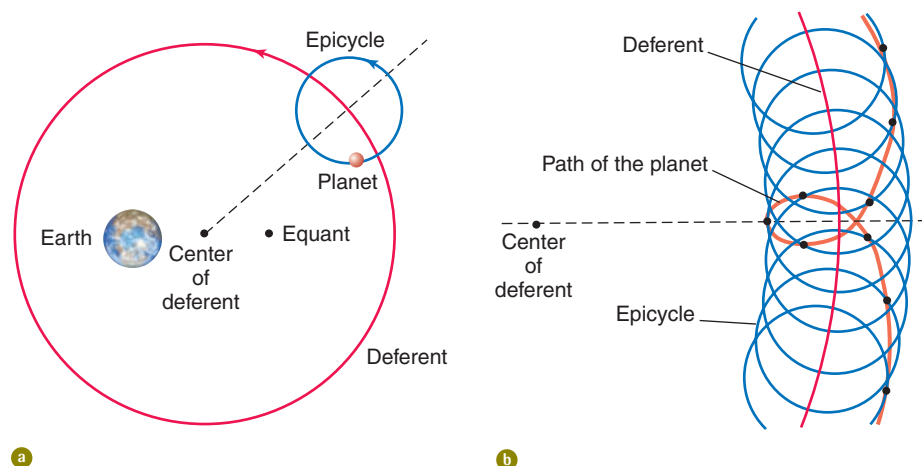 Epicycle
Planet
Earth
Center
of
deferent
Equant
Deferent
a
Deferent
Path of the planet
Center
of
deferent
Epicycle
b